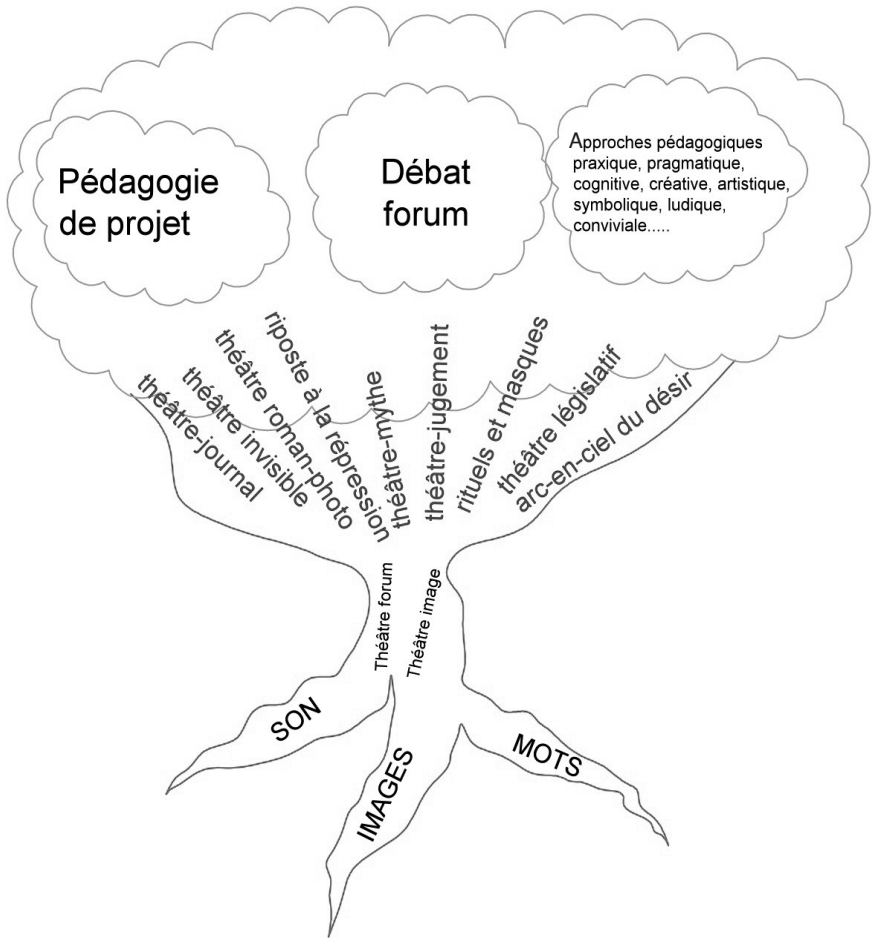 Pédagogie
de projet
Débat
forum
Approches pédagogiques
praxique, pragmatique,
cognitive, créative, artistique,
symbolique, ludique,
conviviale.....
théâtre-journal
théâtre invisible
théâtre roman-photo
riposte à la répression
théâtre-mythe
théâtre-jugement
rituels et masques
théâtre législatif
arc-en-ciel du désir
Théâtre forum
Théâtre image
SON
IMAGES
MOTS